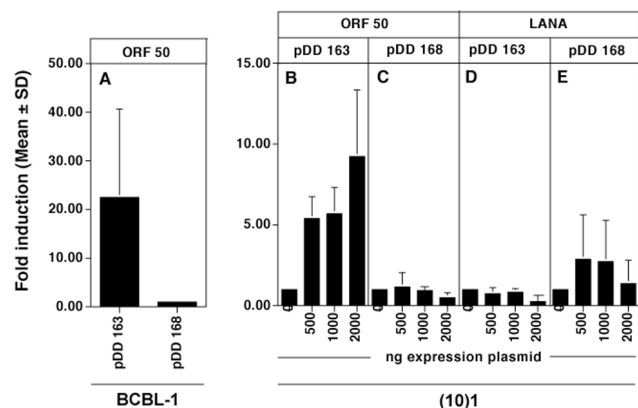 ORF 50
ORF 50
LANA
pDD 163
pDD 168
pDD 163
pDD 168
50.00
40.00
30.00
20.00
10.00
0.00
A
15.00
10.00
5.00
0.00
B
C
D
E
Fold induction (Mean ± SD)
pDD 163
pDD 168
0
500
1000
2000
0
500
1000
2000
0
500
1000
2000
0
500
1000
2000
ng expression plasmid
BCBL-1
(10)1